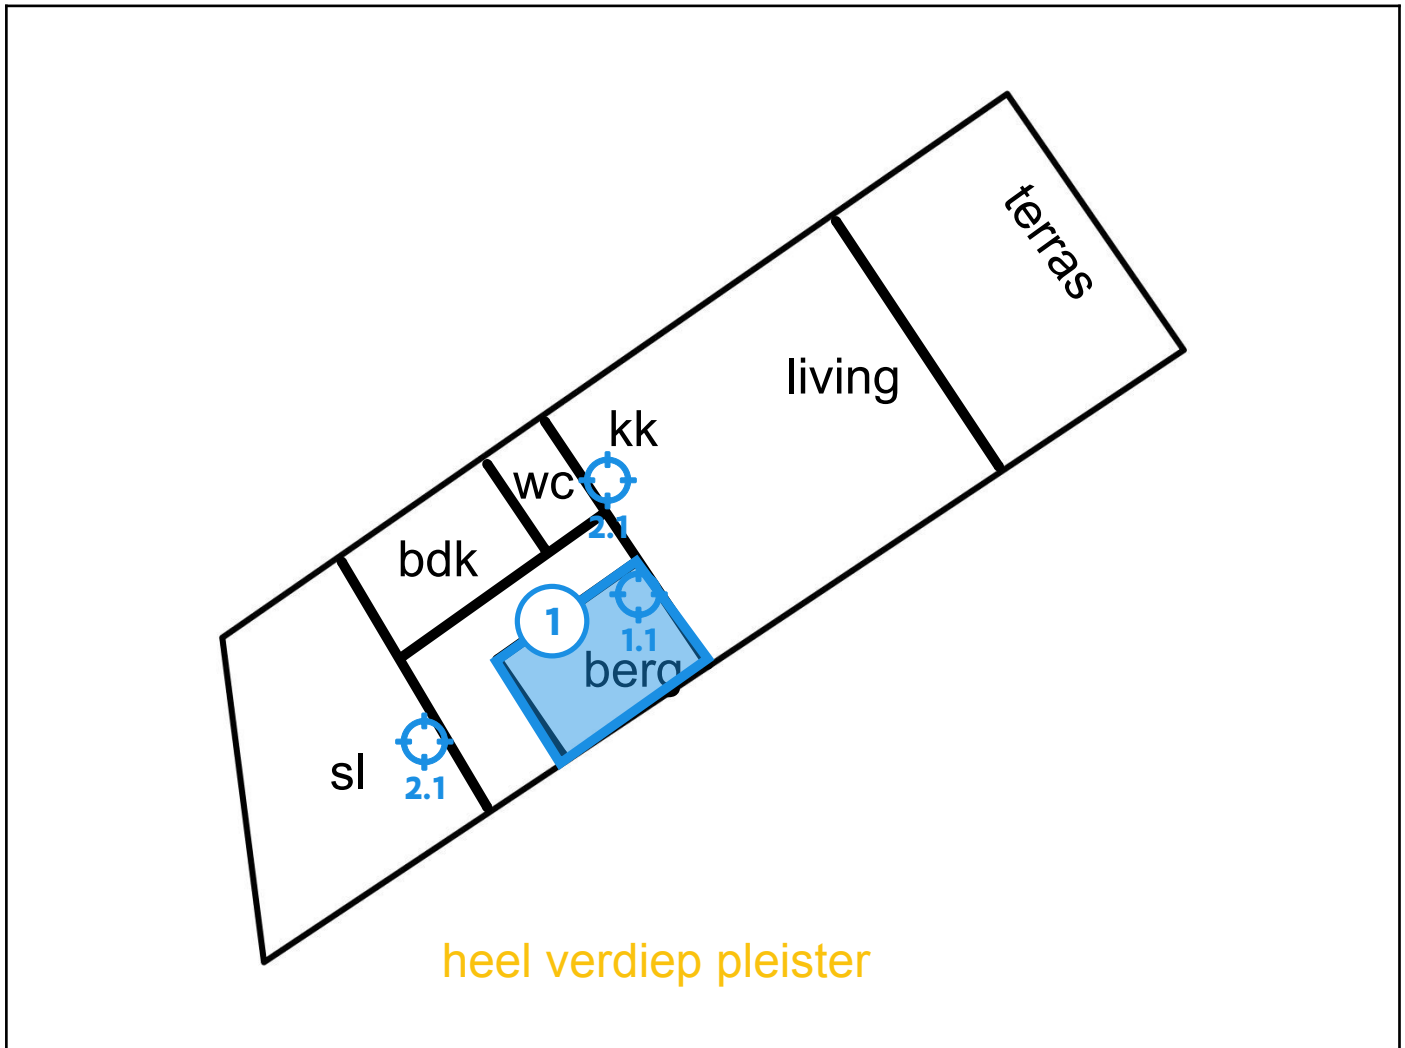 terras
living
kk
wc
2.1
bdk
1
1.1
berg
sl
2.1
heel verdiep pleister